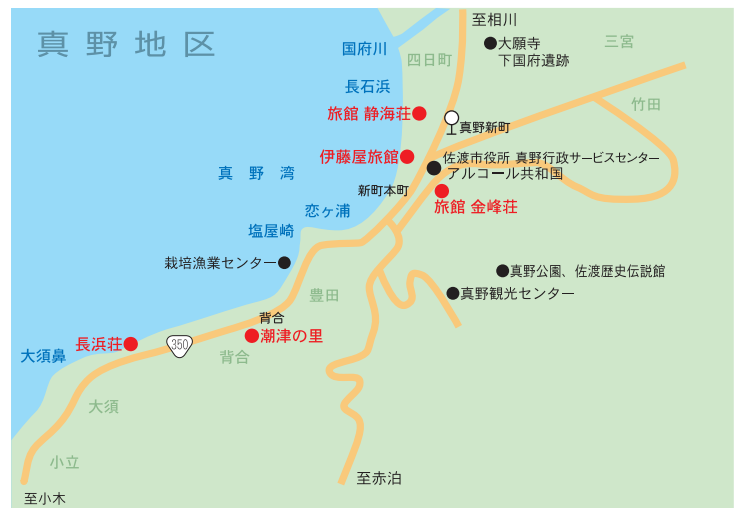 至相川
真野地区
国府川
大願寺
下国府遺跡
三宮
四日町
長石浜
竹田
旅館 静海荘
真野新町
伊藤屋旅館
佐渡市役所 真野行政サービスセンター
アルコール共和国
真 野 湾
新町本町
旅館 金峰荘
恋ヶ浦
塩屋崎
栽培漁業センター
真野公園、佐渡歴史伝説館
真野観光センター
豊田
背合
潮津の里
350
長浜荘
大須鼻
背合
大須
小立
至赤泊
至小木